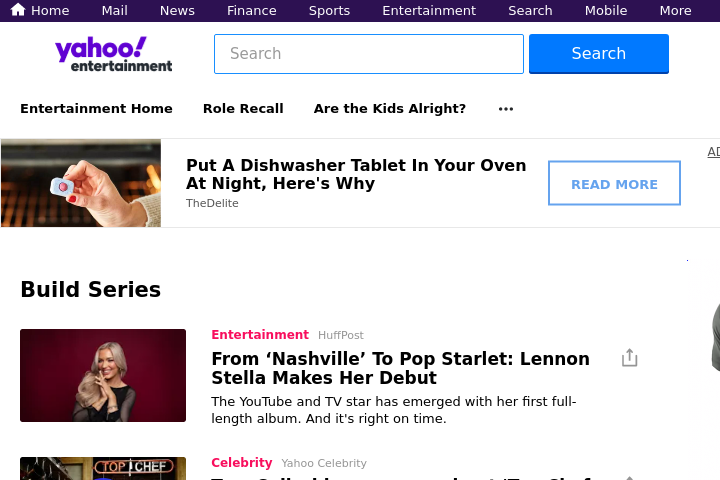 Home Mail News Finance Sports Entertainment Search Mobile More
yahoo!
entertainment
Search
Search
Entertainment Home Role Recall Are the Kids Alright? •••
Put A Dishwasher Tablet In Your Oven
At Night, Here's Why
TheDelite
READ MORE
Build Series
Entertainment HuffPost
From ‘Nashville’ To Pop Starlet: Lennon
Stella Makes Her Debut
The YouTube and TV star has emerged with her first full-
length album. And it's right on time.
TOP CHEF
Celebrity Yahoo Celebrity